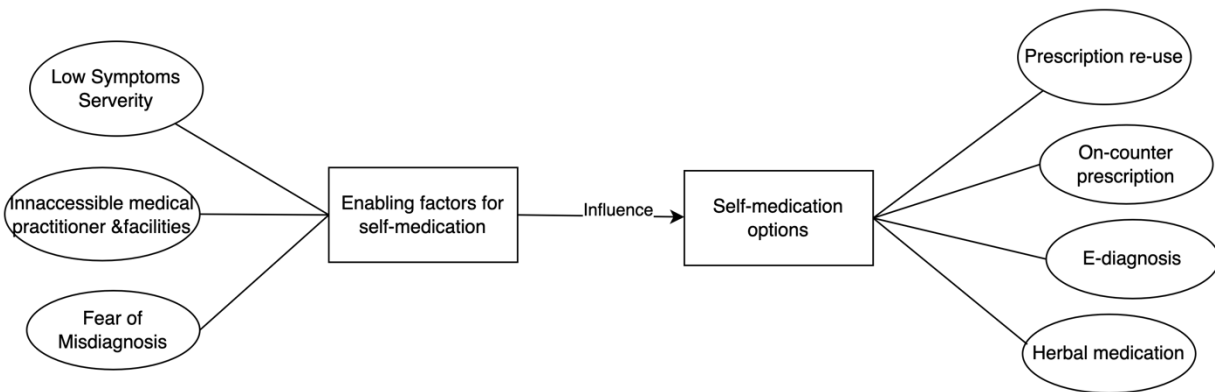 Low Symptoms
Serverity
Innaccessible medical
practitioner &facilities
Fear of
Misdiagnosis
Enabling factors for
self-medication
Influence
Self-medication
options
Prescription re-use
On-counter
prescription
E-diagnosis
Herbal medication